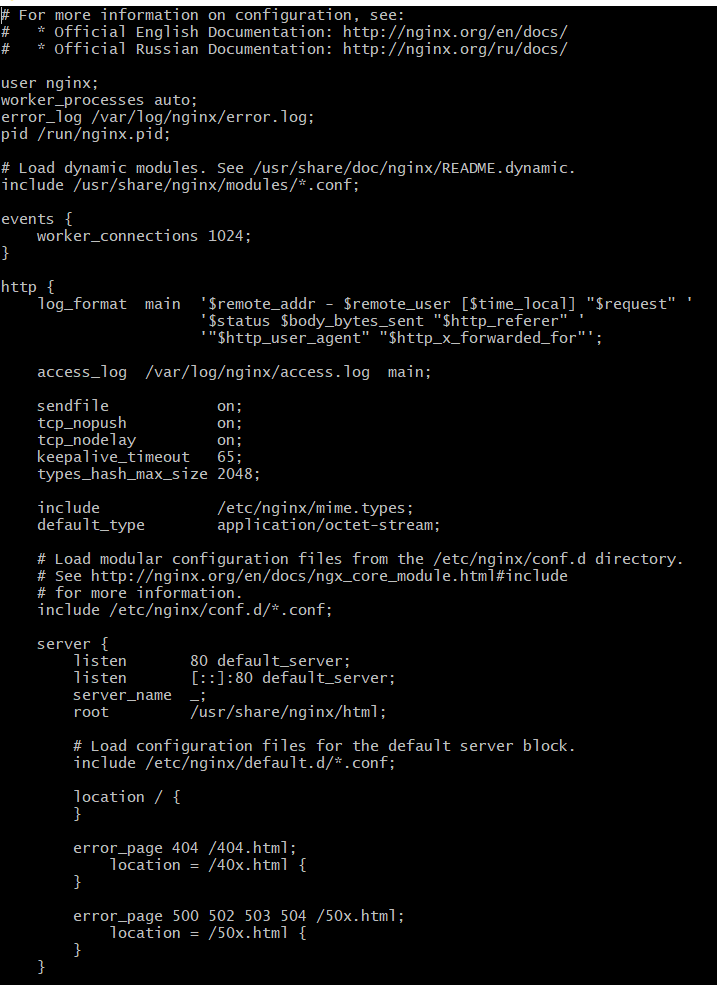 # For more information on configuration, see:
#   * Official English Documentation: http://nginx.org/en/docs/
#   * Official Russian Documentation: http://nginx.org/ru/docs/

user nginx;
worker_processes auto;
error_log /var/log/nginx/error.log;
pid /run/nginx.pid;

# Load dynamic modules. See /usr/share/doc/nginx/README.dynamic.
include /usr/share/nginx/modules/*.conf;

events {
    worker_connections 1024;
}

http {
    log_format  main  '$remote_addr - $remote_user [$time_local] "$request" '
                      '$status $body_bytes_sent "$http_referer" '
                      '"$http_user_agent" "$http_x_forwarded_for"';

    access_log  /var/log/nginx/access.log  main;

    sendfile            on;
    tcp_nopush          on;
    tcp_nodelay         on;
    keepalive_timeout   65;
    types_hash_max_size 2048;

    include             /etc/nginx/mime.types;
    default_type        application/octet-stream;

    # Load modular configuration files from the /etc/nginx/conf.d directory.
    # See http://nginx.org/en/docs/ngx_core_module.html#include
    # for more information.
    include /etc/nginx/conf.d/*.conf;

    server {
        listen       80 default_server;
        listen       [::]:80 default_server;
        server_name  _;
        root         /usr/share/nginx/html;

        # Load configuration files for the default server block.
        include /etc/nginx/default.d/*.conf;

        location / {
        }

        error_page 404 /404.html;
            location = /40x.html {
        }

        error_page 500 502 503 504 /50x.html;
            location = /50x.html {
        }
    }